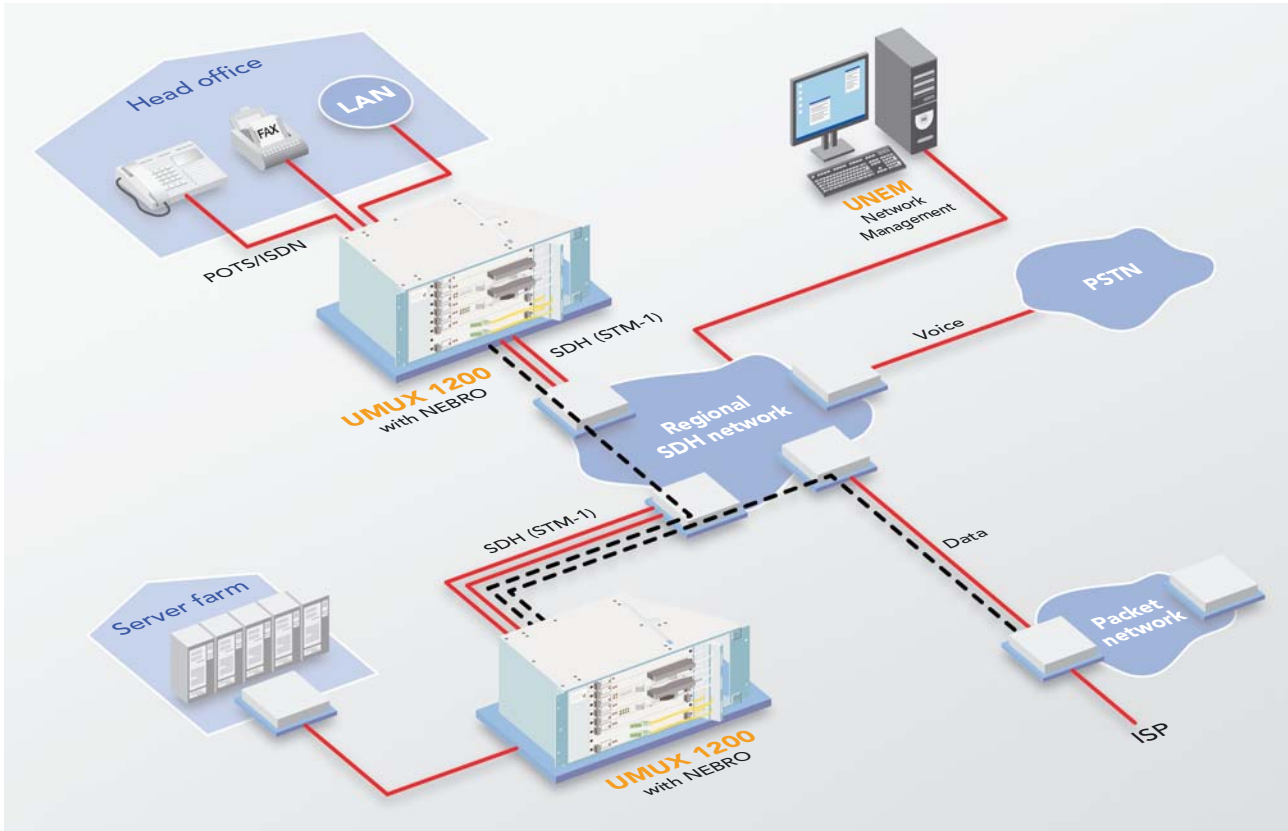 Head office
LAN
FAX
POTS/ISDN
UNEM
Network
Management
PSTN
Voice
SDH (STM-1)
UMUX 1200
with NEBRO
Regional
SDH network
SDH (STM-1)
Data
Server farm
Packet
network
ISP
UMUX 1200
with NEBRO